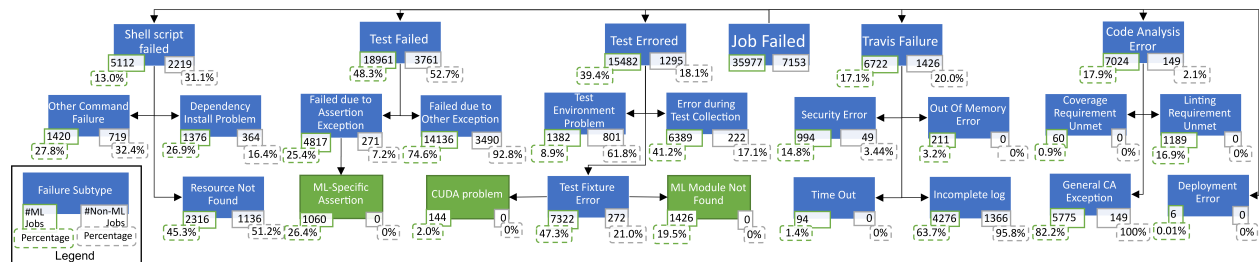 Shell script
failed
5112
2219
13.0%
31.1%
Test Failed
18961
3761
48.3%
52.7%
Test Errored
15482
1295
39.4%
18.1%
Job Failed
35977
7153
Travis Failure
6722
1426
17.1%
20.0%
Code Analysis
Error
7024
149
17.9%
2.1%
Other Command
Failure
1420
719
27.8%
32.4%
Dependency
Install Problem
1376
364
26.9%
16.4%
Failed due to
Assertion
Exception
4817
271
25.4%
7.2%
Failed due to
Other Exception
14136
3490
74.6%
92.8%
Test
Environment
Problem
1382
801
8.9%
61.8%
Error during
Test Collection
6389
222
41.2%
17.1%
Security Error
994
49
14.8%
3.44%
Out Of Memory
Error
211
0
3.2%
0%
Coverage
Requirement
Unmet
60
0
0.9%
0%
Linting
Requirement
Unmet
1189
0
16.9%
0%
Failure Subtype
#ML
Jobs
#Non-ML
Jobs
Percentage
Percentage
Legend
Resource Not
Found
2316
1136
45.3%
51.2%
ML-Specific
Assertion
1060
0
26.4%
0%
CUDA problem
144
0
2.0%
0%
Test Fixture
Error
7322
272
47.3%
21.0%
ML Module Not
Found
1426
0
19.5%
0%
Time Out
94
0
1.4%
0%
Incomplete log
4276
1366
63.7%
95.8%
General CA
Exception
5775
149
82.2%
100%
Deployment
Error
6
0
0.01%
0%